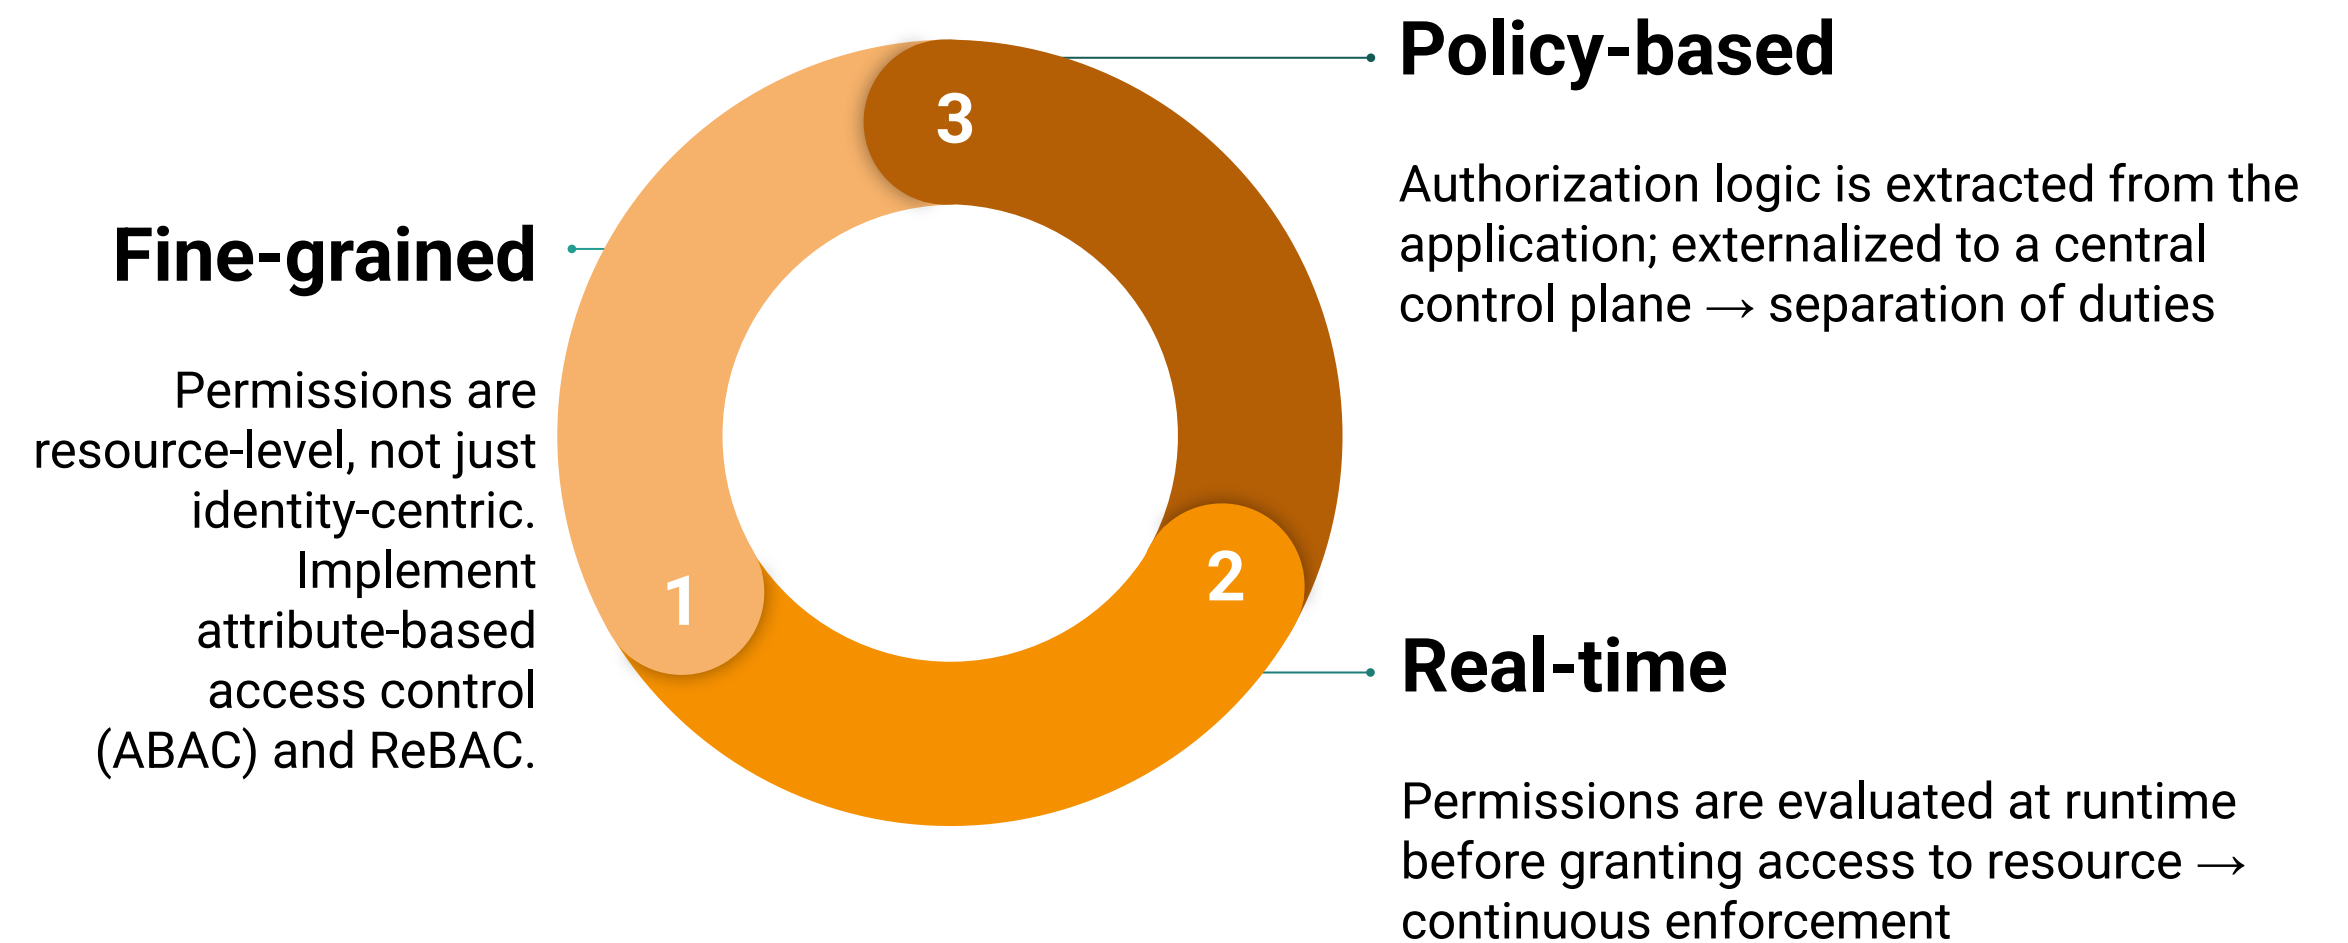 Fine-grained
Permissions are
resource-level, not just
identity-centric.
Implement
attribute-based
access control
(ABAC) and ReBAC.
1
2
3
Policy-based
Authorization logic is extracted from the
application; externalized to a central
control plane → separation of duties
Real-time
Permissions are evaluated at runtime
before granting access to resource →
continuous enforcement